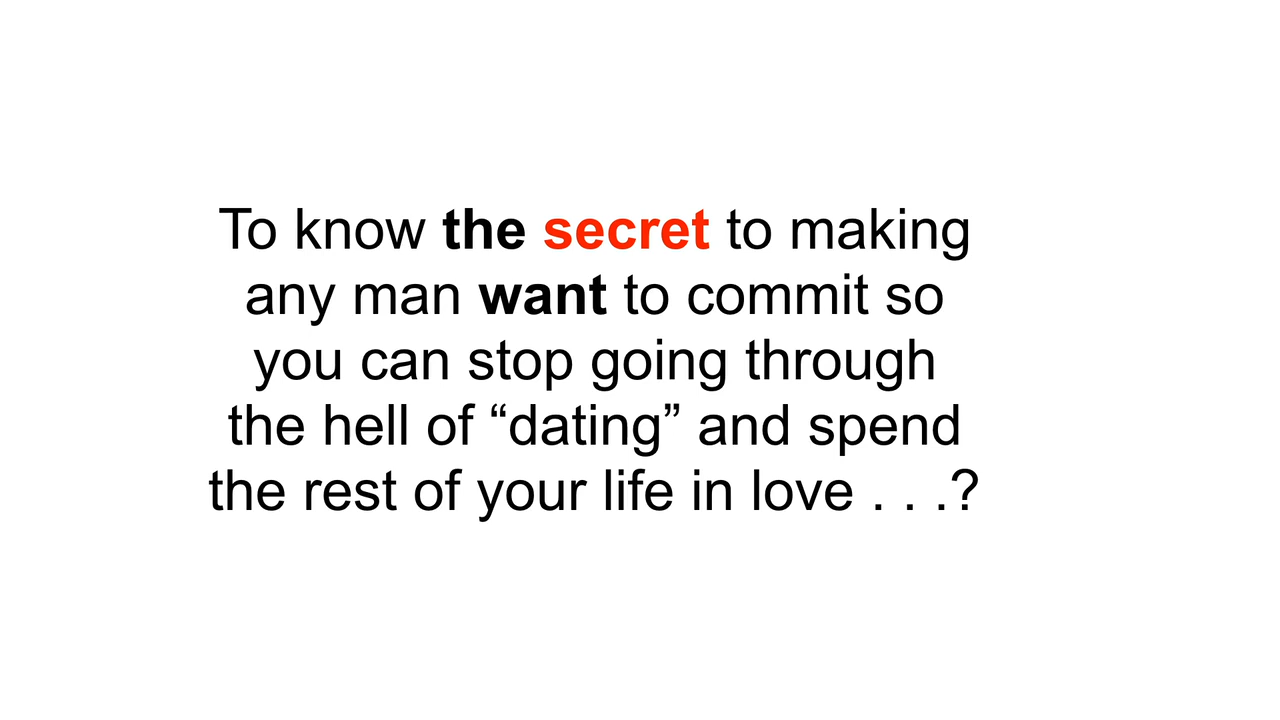 To know the secret to making
any man want to commit so
you can stop going through
the hell of “dating” and spend
the rest of your life in love . . .?